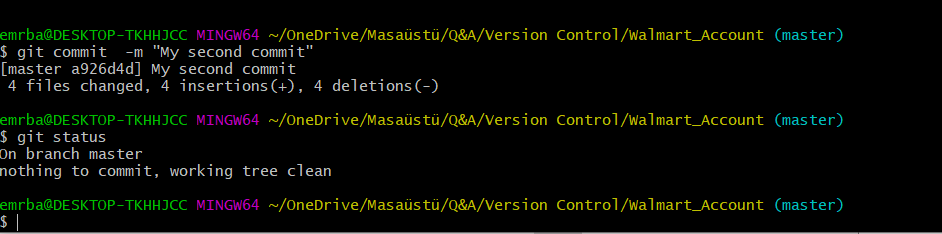 emrba@DESKTOP-TKHHJCC MINGW64 ~/OneDrive/Masaüstü/Q&A/Version Control/Walmart_Account (master)
$ git commit  -m "My second commit"
[master a926d4d] My second commit
 4 files changed, 4 insertions(+), 4 deletions(-)
emrba@DESKTOP-TKHHJCC MINGW64 ~/OneDrive/Masaüstü/Q&A/Version Control/Walmart_Account (master)
$ git status
On branch master
nothing to commit, working tree clean
emrba@DESKTOP-TKHHJCC MINGW64 ~/OneDrive/Masaüstü/Q&A/Version Control/Walmart_Account (master)
$